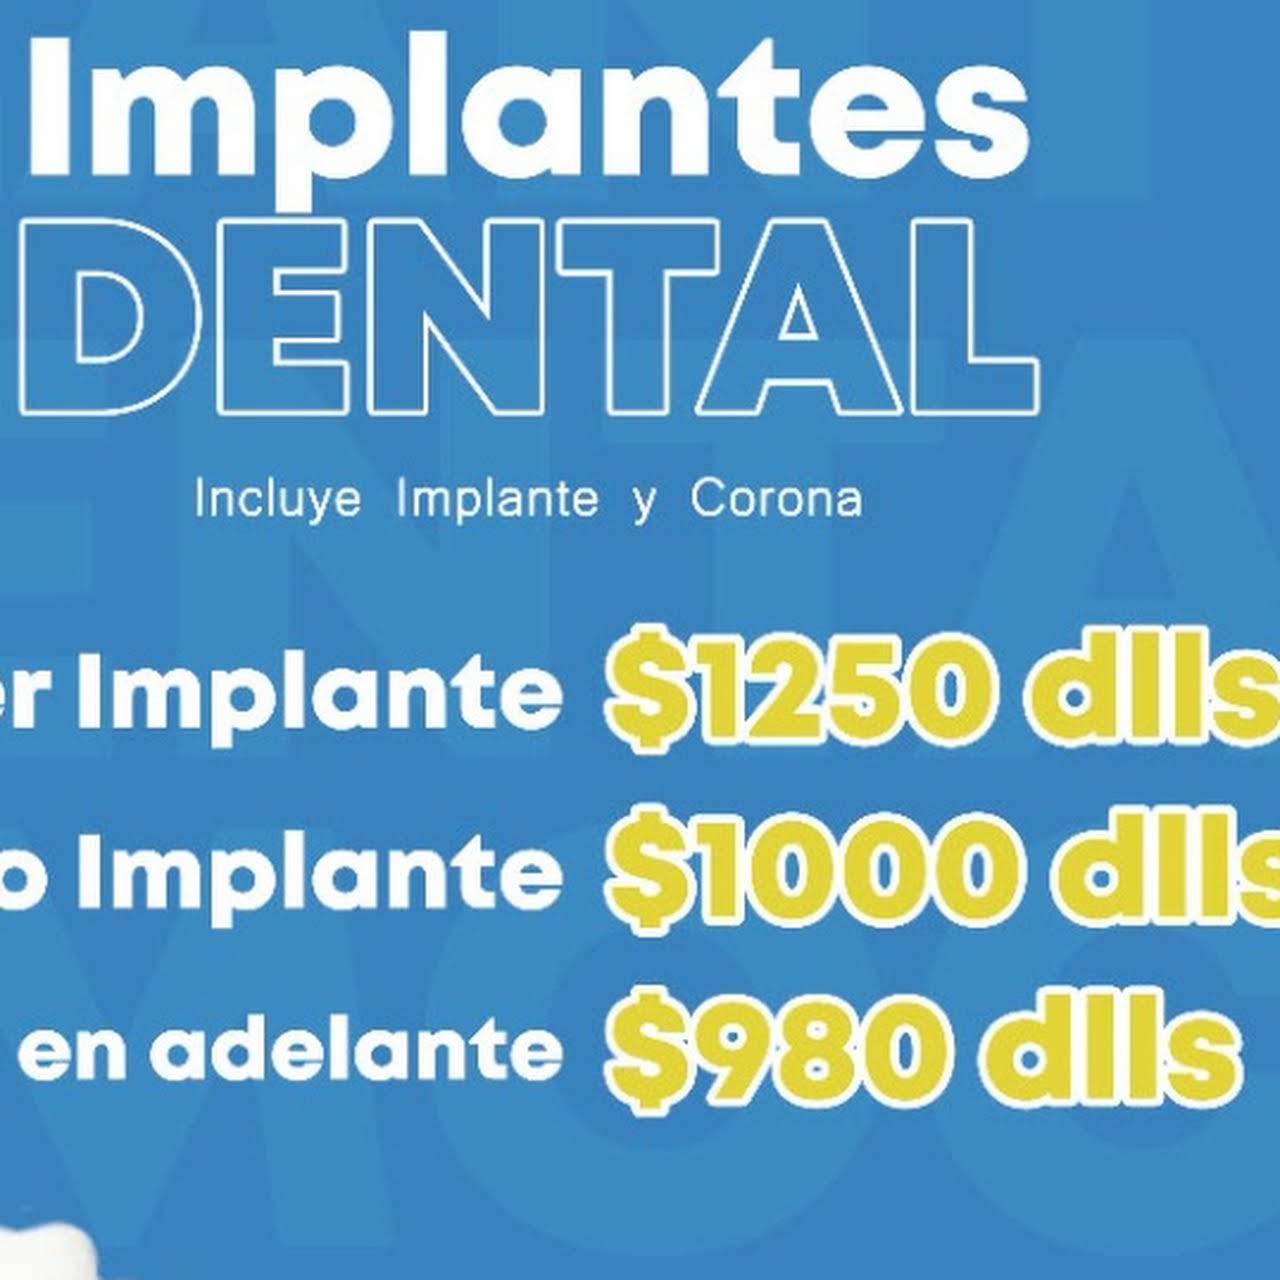 Implantes
DENTAL
Incluye Implante y Corona
er Implante $1250 dlls
o Implante $1000 dlls
en adelante $980 dlls